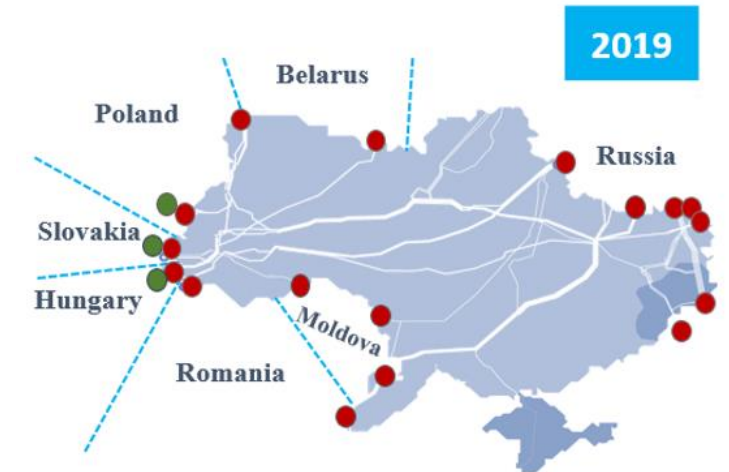 2019
Belarus
Poland
Russia
Slovakia
Hungary
Moldova
Romania